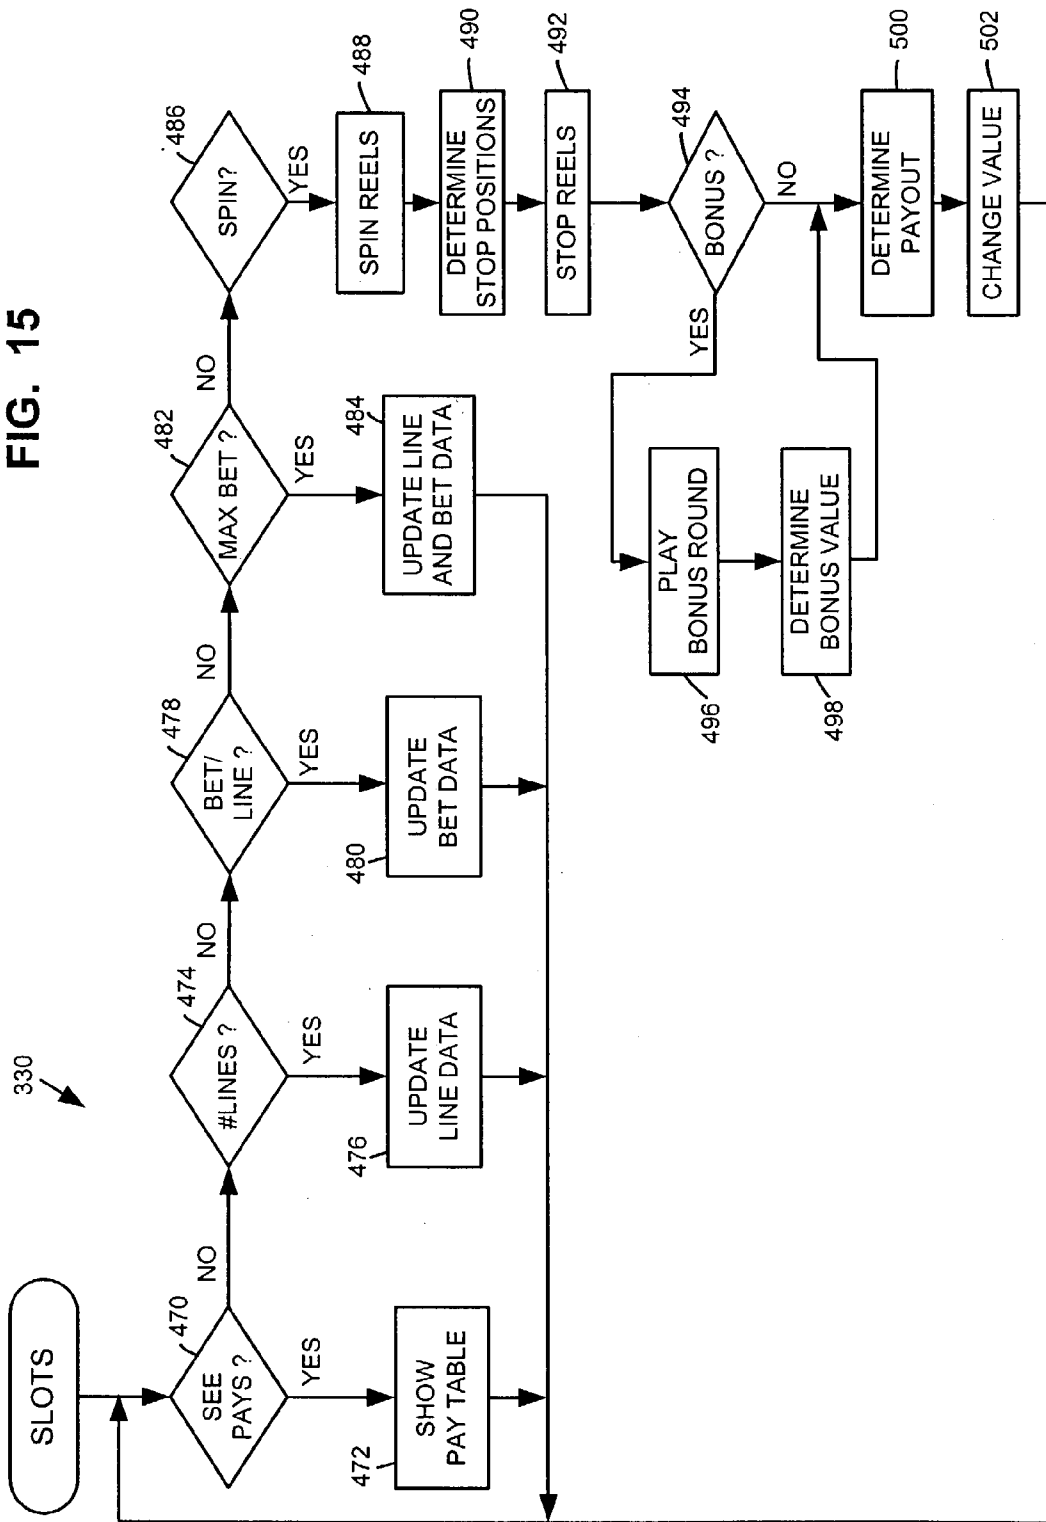 FIG. 15
330
SLOTS
470
SEE
PAYS ?
NO
YES
472
SHOW
PAY TABLE
474
#LINES ?
NO
YES
476
UPDATE
LINE DATA
478
BET/
LINE ?
NO
YES
480
UPDATE
BET DATA
482
MAX BET ?
NO
YES
484
UPDATE LINE
AND BET DATA
486
SPIN?
YES
488
SPIN REELS
490
DETERMINE
STOP POSITIONS
492
STOP REELS
494
BONUS ?
YES
NO
496
PLAY
BONUS ROUND
498
DETERMINE
BONUS VALUE
500
DETERMINE
PAYOUT
502
CHANGE VALUE